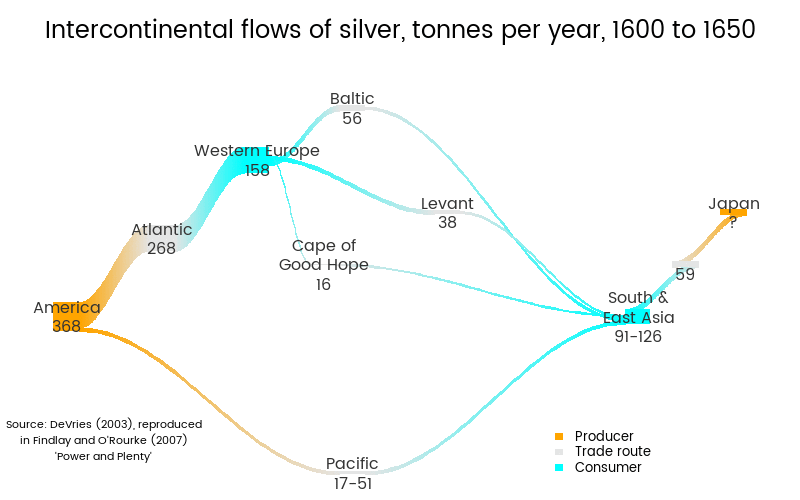 Intercontinental flows of silver, tonnes per year, 1600 to 1650
Baltic
56
Western Europe
158
Levant
38
Japan
?
Atlantic
268
Cape of
Good Hope
16
59
South &
East Asia
91-126
America
368
Pacific
17-51
Source: DeVries (2003), reproduced
in Findlay and O'Rourke (2007)
'Power and Plenty'
Producer
Trade route
Consumer